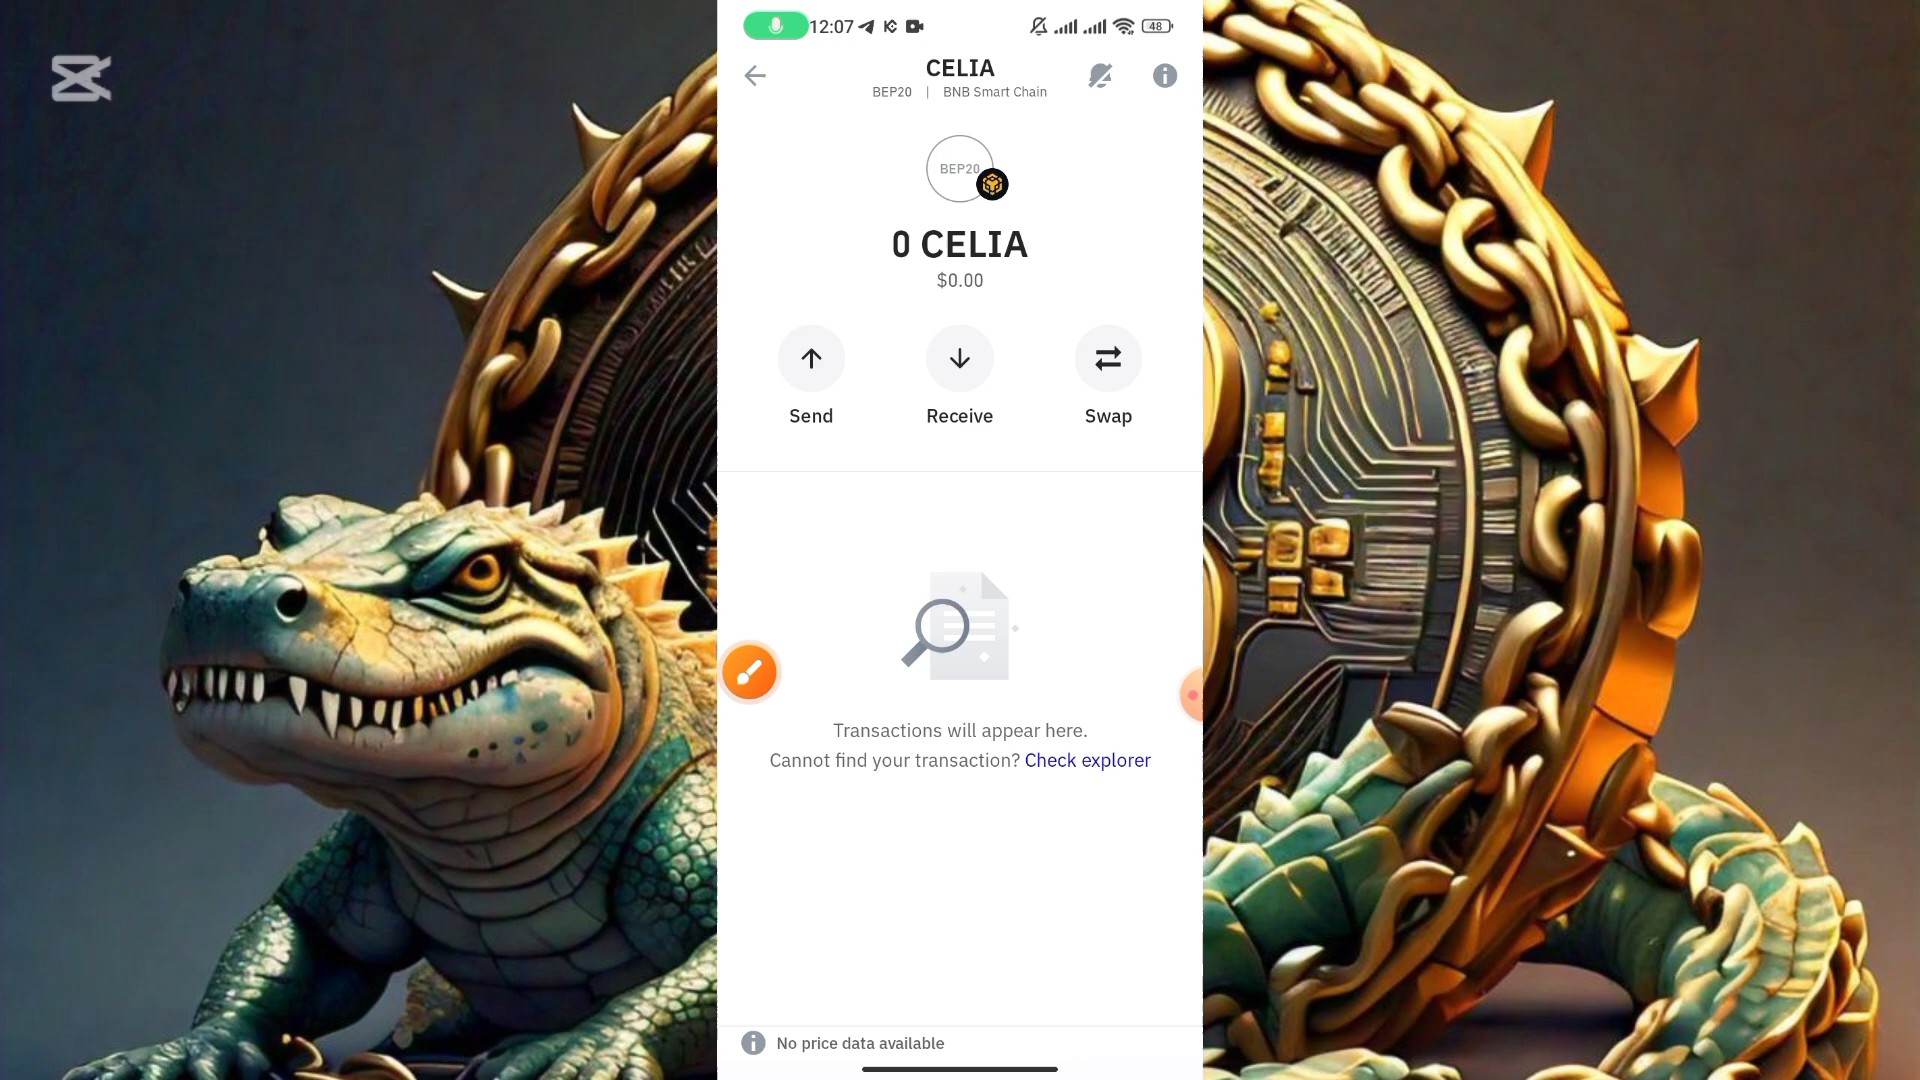 12:07
48
CELIA
BEP20 | BNB Smart Chain
BEP20
0 CELIA
$0.00
Send
Receive
Swap
Transactions will appear here.
Cannot find your transaction? Check explorer
No price data available